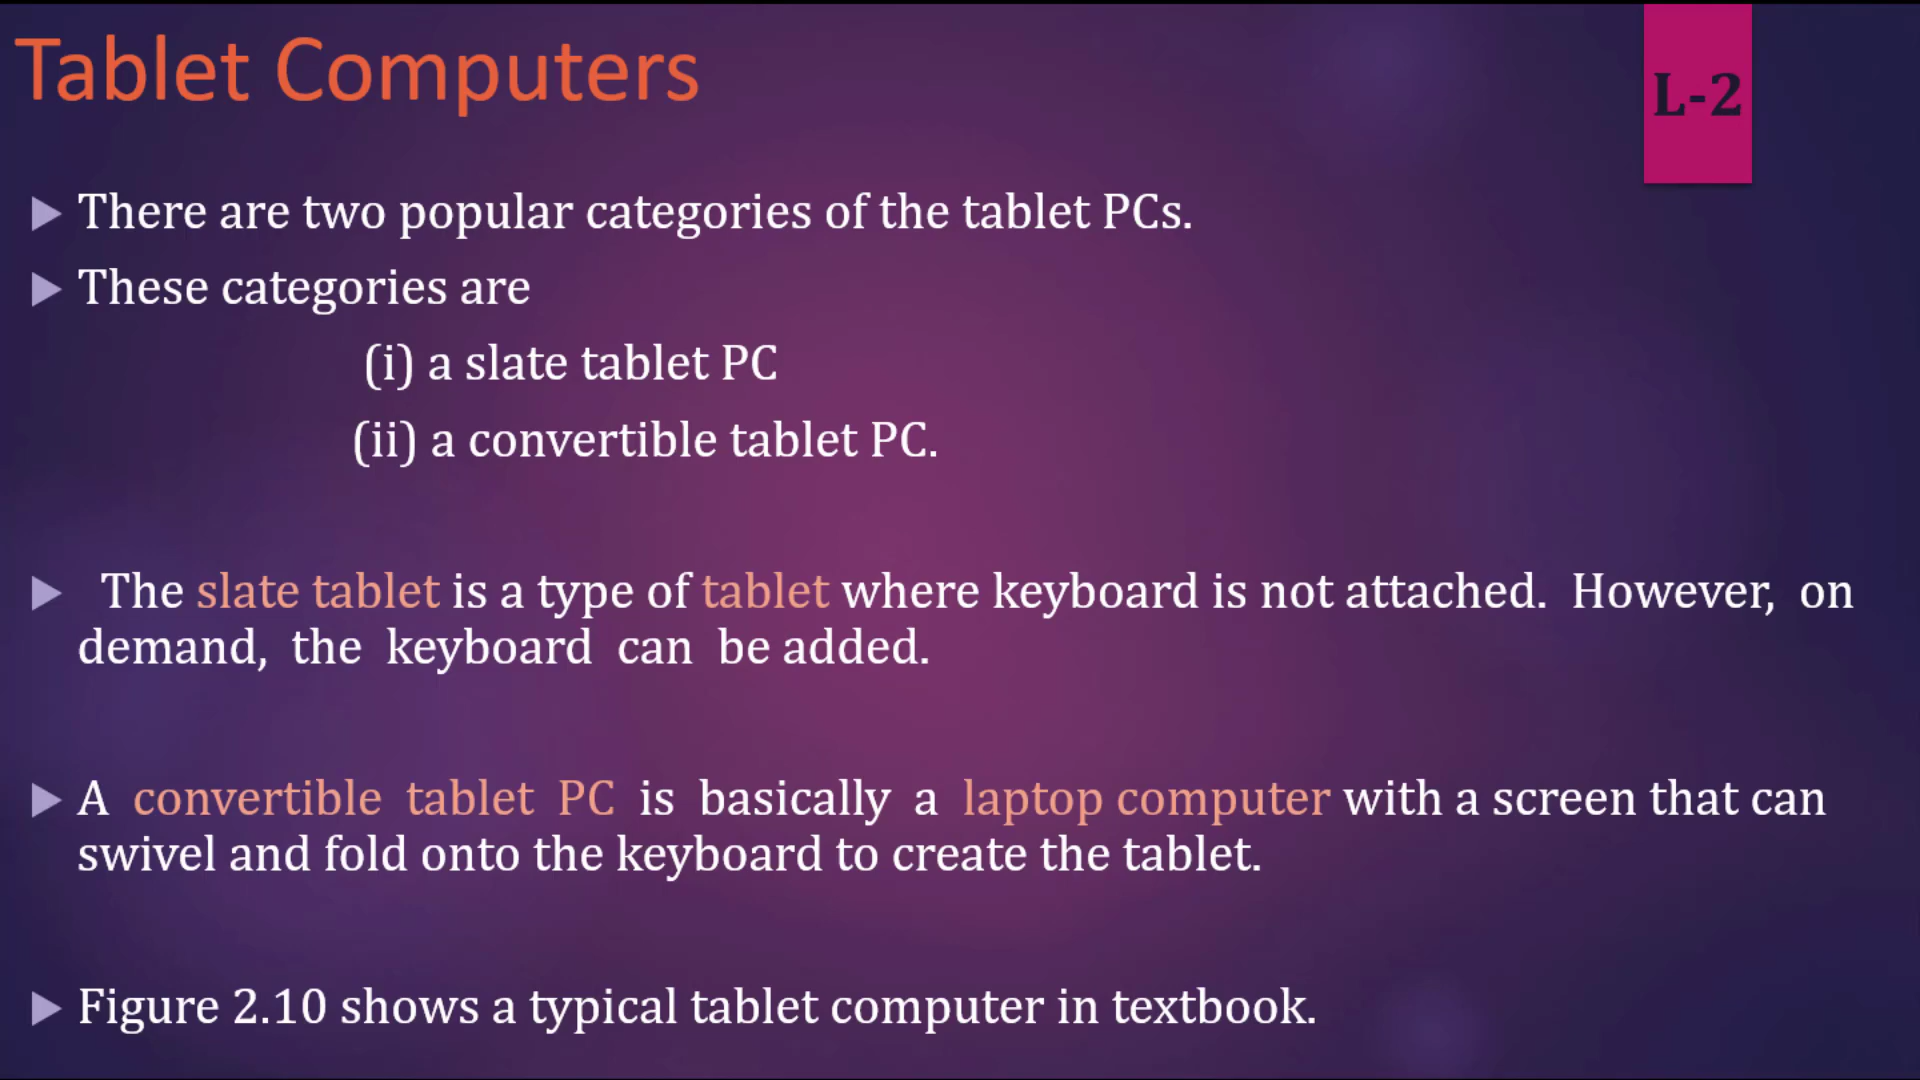 Tablet Computers
L-2
There are two popular categories of the tablet PCs.
These categories are
(i) a slate tablet PC
(ii) a convertible tablet PC.
The slate tablet is a type of tablet where keyboard is not attached. However, on
demand, the keyboard can be added.
A convertible tablet PC is basically a laptop computer with a screen that can
swivel and fold onto the keyboard to create the tablet.
Figure 2.10 shows a typical tablet computer in textbook.